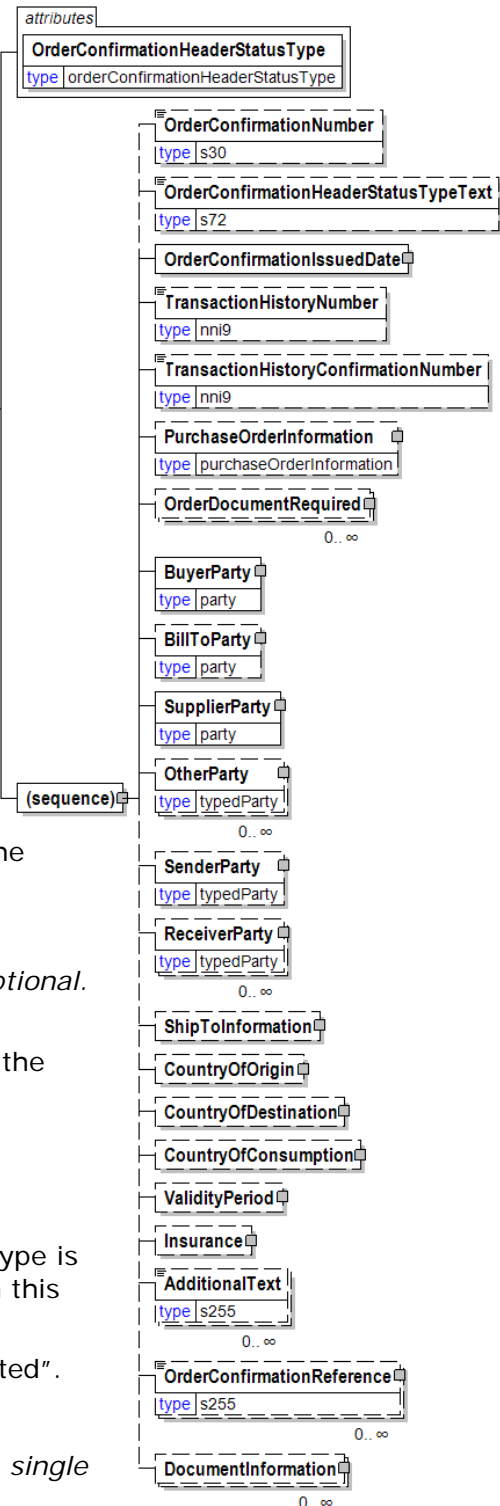 attributes
OrderConfirmationHeaderStatusType
type orderConfirmationHeaderStatusType
OrderConfirmationNumber
type s30
OrderConfirmationHeaderStatusTypeText
type s72
OrderConfirmationIssuedDate
TransactionHistoryNumber
type nni9
TransactionHistoryConfirmationNumber
type nni9
PurchaseOrderInformation
type purchaseOrderInformation
OrderDocumentRequired
0.. ∞
BuyerParty
type party
BillToParty
type party
SupplierParty
type party
OtherParty
type typedParty
0.. ∞
(sequence)
SenderParty
type typedParty
ReceiverParty
type typedParty
0.. ∞
ShipToInformation
CountryOfOrigin
CountryOfDestination
CountryOfConsumption
ValidityPeriod
Insurance
AdditionalText
type s255
0.. ∞
OrderConfirmationReference
type s255
0.. ∞
DocumentInformation
0.. ∞
the
ype is
this
ted".
single